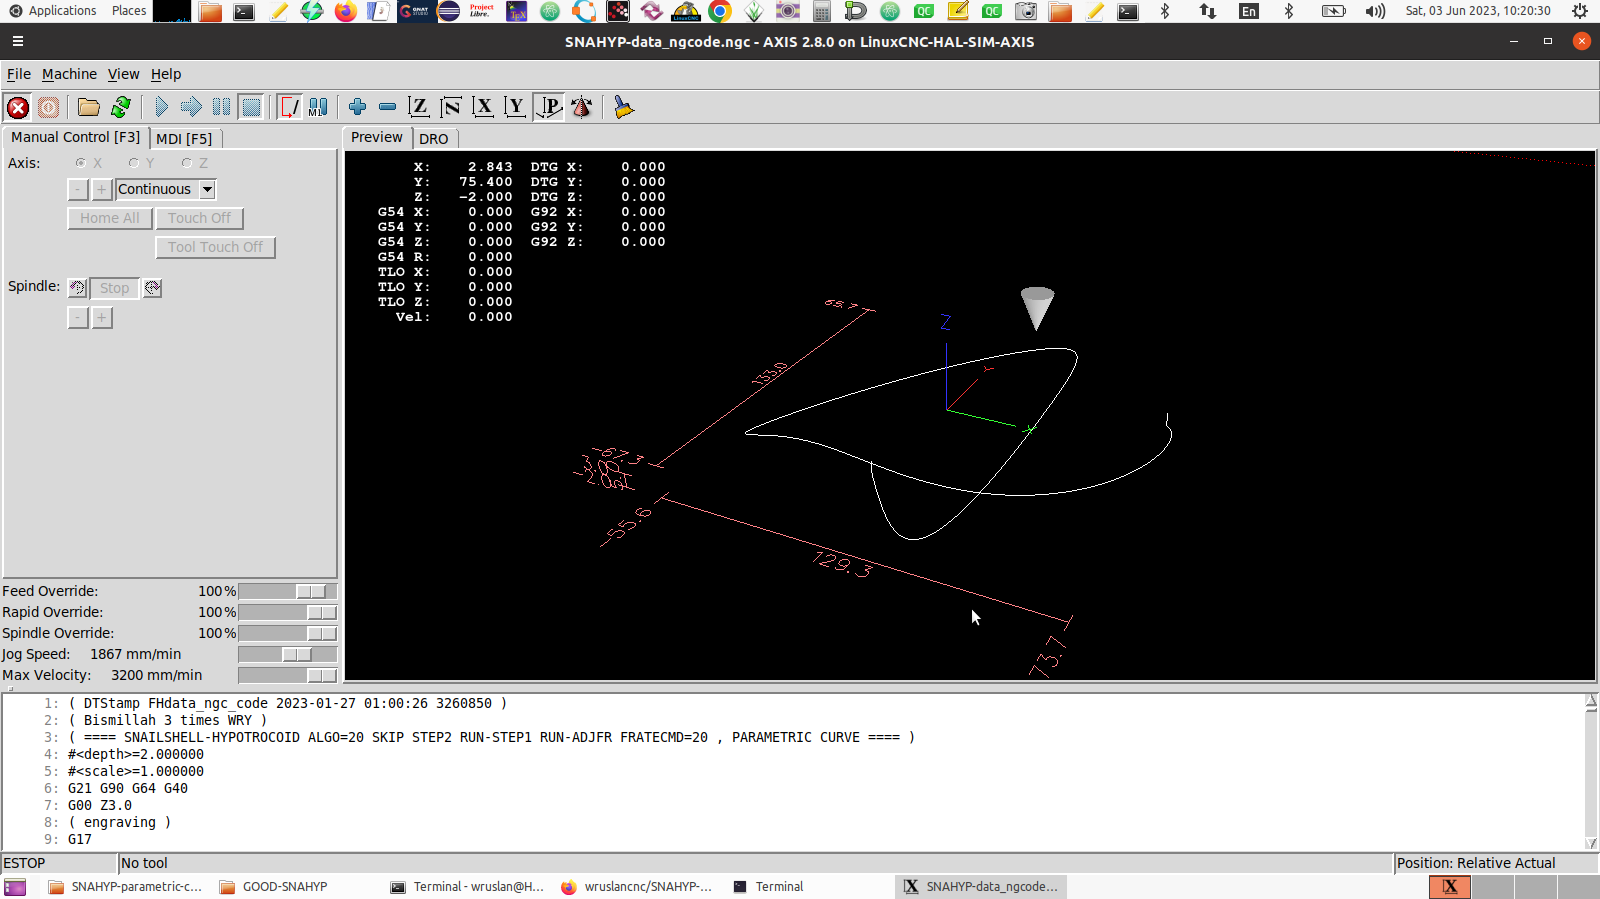 Applications Places En Sat, 03 Jun 2023, 10:20:30
SNAHYP-data_ngcode.ngc - AXIS 2.8.0 on LinuxCNC-HAL-SIM-AXIS
File Machine View Help
Manual Control [F3] MDI [F5] Preview DRO
Axis: X Y Z
- + Continuous
Home All Touch Off
Tool Touch Off
Spindle: Stop
- +
X: 2.843 DTG X: 0.000
Y: 75.400 DTG Y: 0.000
Z: -2.000 DTG Z: 0.000
G54 X: 0.000 G92 X: 0.000
G54 Y: 0.000 G92 Y: 0.000
G54 Z: 0.000 G92 Z: 0.000
G54 R: 0.000
TLO X: 0.000
TLO Y: 0.000
TLO Z: 0.000
Vel: 0.000
65.7
133.0
-67.3
Z
Y
X
-55.6
129.3
73.7
Feed Override: 100%
Rapid Override: 100%
Spindle Override: 100%
Jog Speed: 1867 mm/min
Max Velocity: 3200 mm/min
1: ( DTStamp FHdata_ngc_code 2023-01-27 01:00:26 3260850 )
2: ( Bismillah 3 times WRY )
3: ( ==== SNAILSHELL-HYPOTROCOID ALGO=20 SKIP STEP2 RUN-STEP1 RUN-ADJFR FRATECMD=20 , PARAMETRIC CURVE ==== )
4: #<depth>=2.000000
5: #<scale>=1.000000
6: G21 G90 G64 G40
7: G00 Z3.0
8: ( engraving )
9: G17
ESTOP No tool Position: Relative Actual
SNAHYP-parametric-c... GOOD-SNAHYP Terminal - wruslan@H... wruslancnc/SNAHYP-... Terminal SNAHYP-data_ngcode...